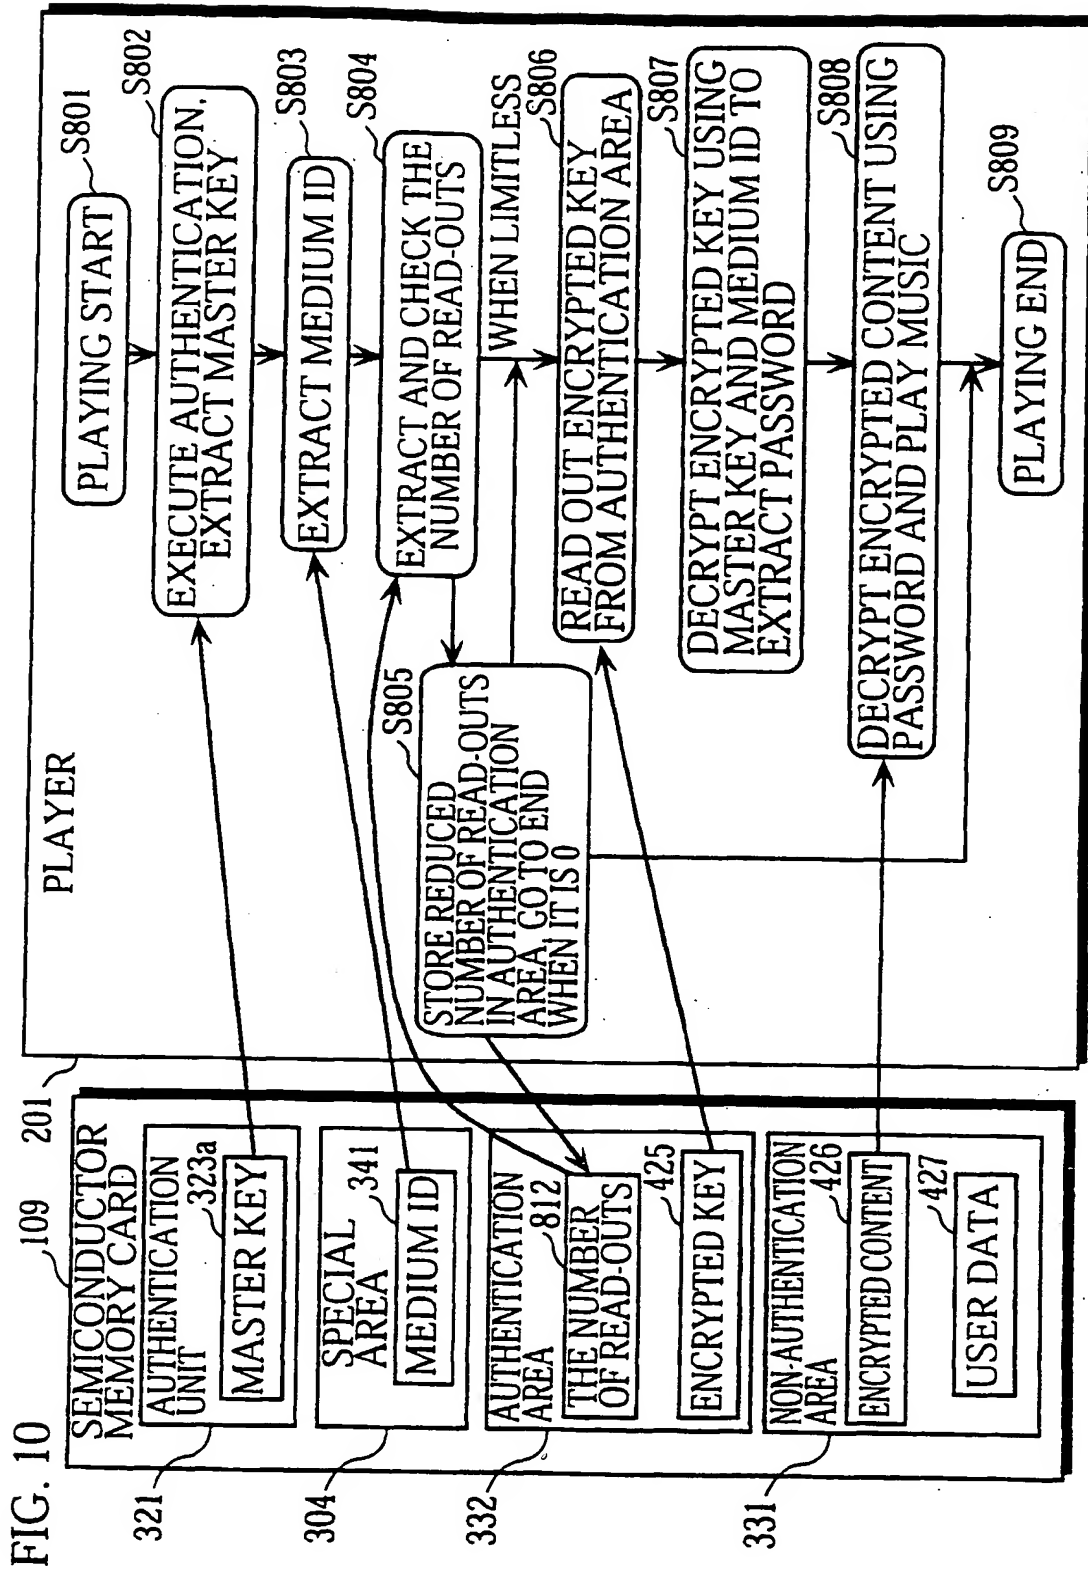 FIG. 10
109
201
SEMICONDUCTOR
MEMORY CARD
321
AUTHENTICATION
UNIT
323a
MASTER KEY
304
SPECIAL
AREA
341
MEDIUM ID
332
AUTHENTICATION
AREA
812
THE NUMBER
OF READ-OUTS
425
ENCRYPTED KEY
331
NON-AUTHENTICATION
AREA
426
ENCRYPTED CONTENT
427
USER DATA
PLAYER
S801
PLAYING START
S802
EXECUTE AUTHENTICATION,
EXTRACT MASTER KEY
S803
EXTRACT MEDIUM ID
S804
EXTRACT AND CHECK THE
NUMBER OF READ-OUTS
S805
STORE REDUCED
NUMBER OF READ-OUTS
IN AUTHENTICATION
AREA, GO TO END
WHEN IT IS 0
WHEN LIMITLESS
S806
READ OUT ENCRYPTED KEY
FROM AUTHENTICATION AREA
S807
DECRYPT ENCRYPTED KEY USING
MASTER KEY AND MEDIUM ID TO
EXTRACT PASSWORD
S808
DECRYPT ENCRYPTED CONTENT USING
PASSWORD AND PLAY MUSIC
S809
PLAYING END